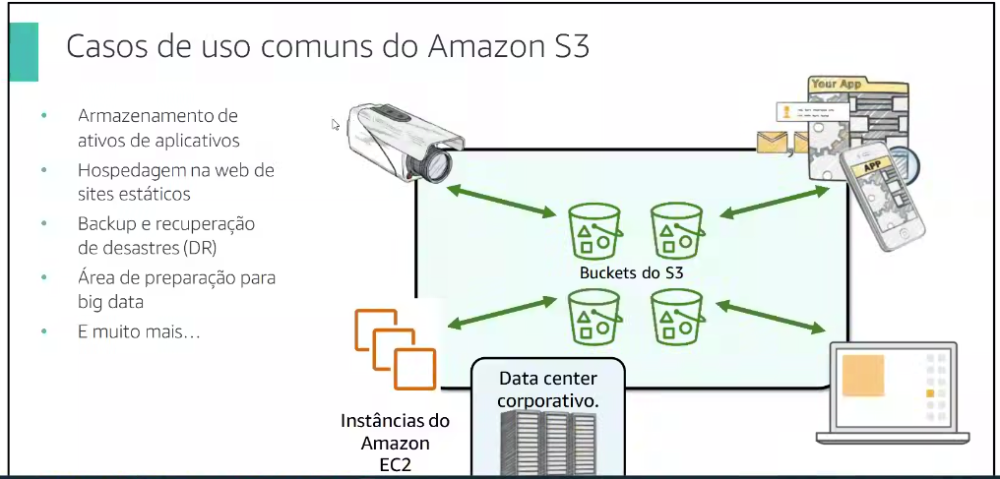 Casos de uso comuns do Amazon S3
Armazenamento de
ativos de aplicativos
Hospedagem na web de
sites estáticos
Backup e recuperação
de desastres (DR)
Área de preparação para
big data
E muito mais...
Your App
APP
Buckets do S3
Data center
corporativo.
Instâncias do
Amazon
EC2